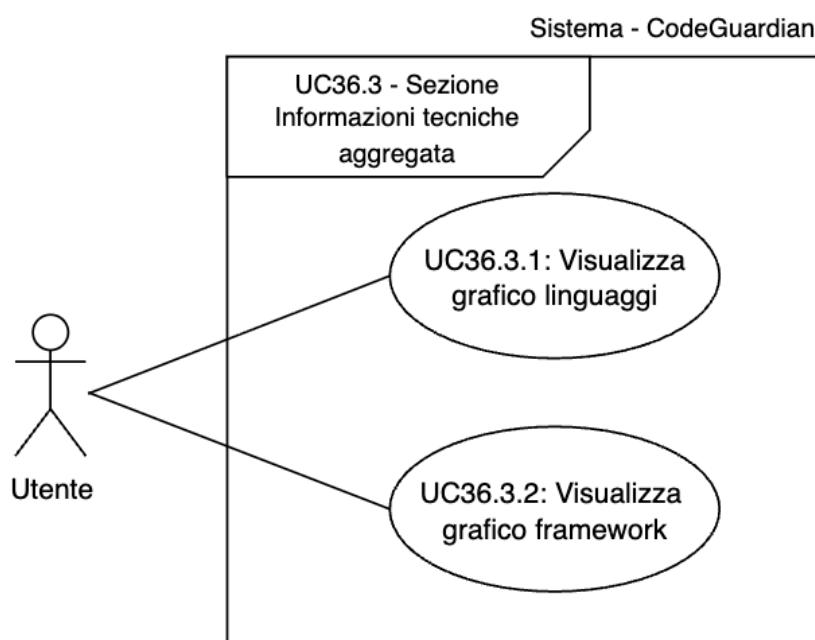 Sistema - CodeGuardian
UC36.3 - Sezione
Informazioni tecniche
aggregata
UC36.3.1: Visualizza
grafico linguaggi
Utente
UC36.3.2: Visualizza
grafico framework